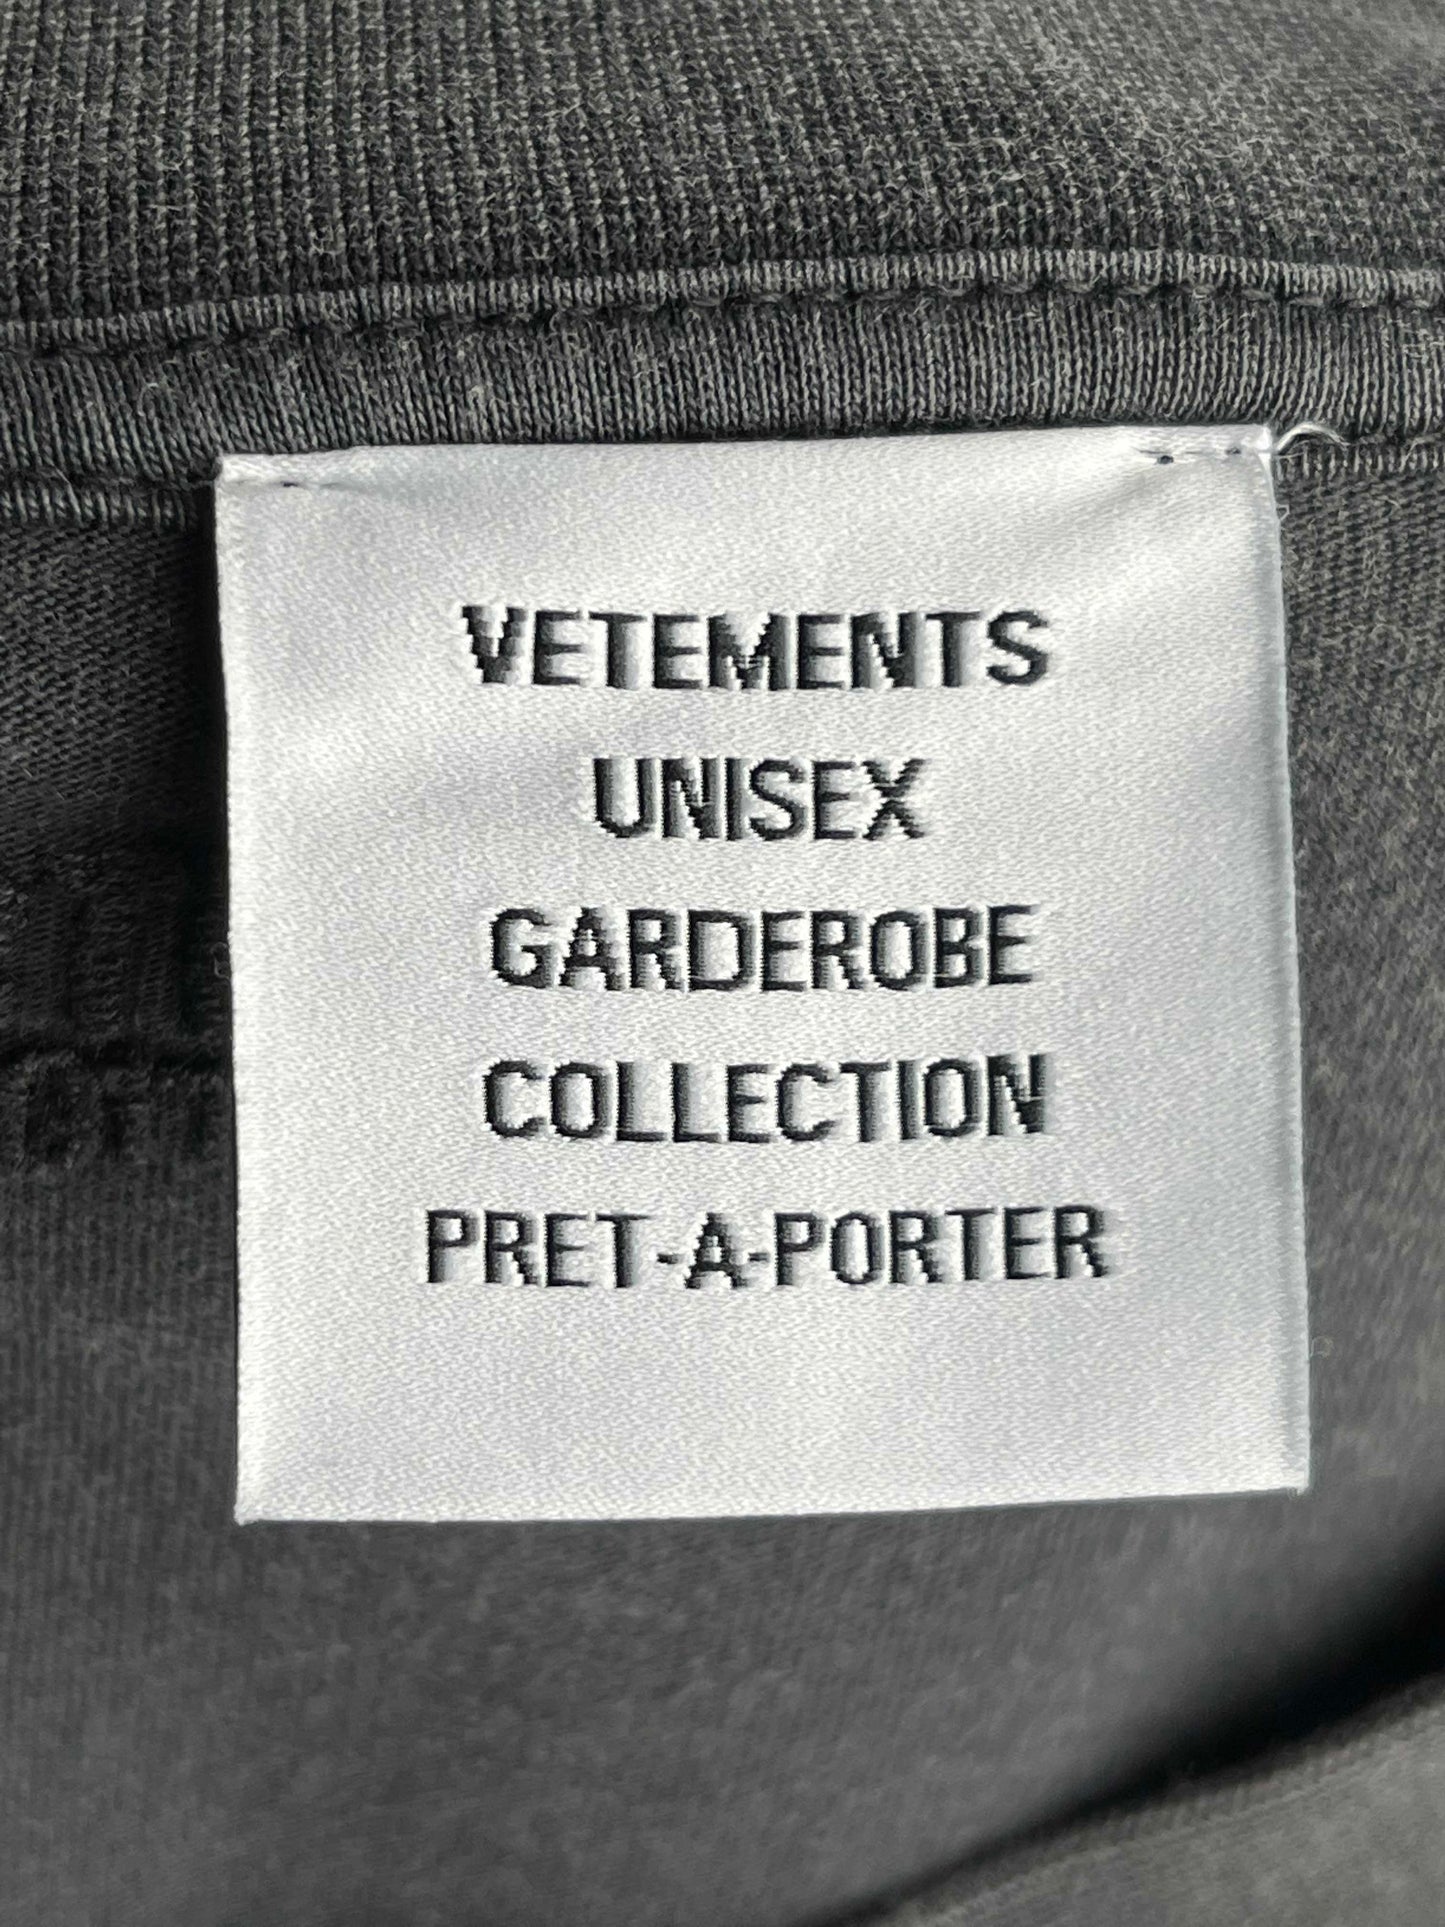 VETEMENTS
UNISEX
GARDEROBE
COLLECTION
PRET-A-PORTER